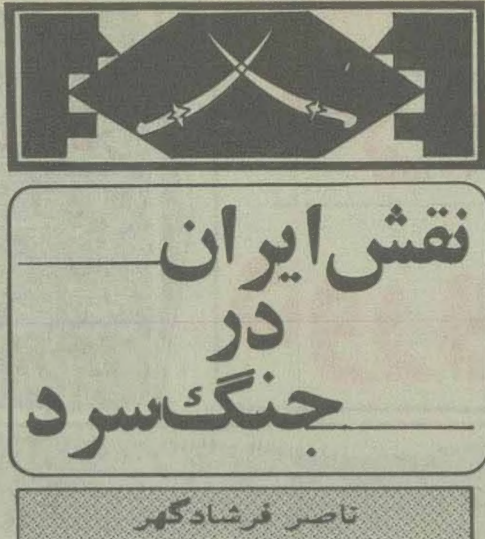 نقش ایران
در
جنگ سرد
ناصر فرشادگهر